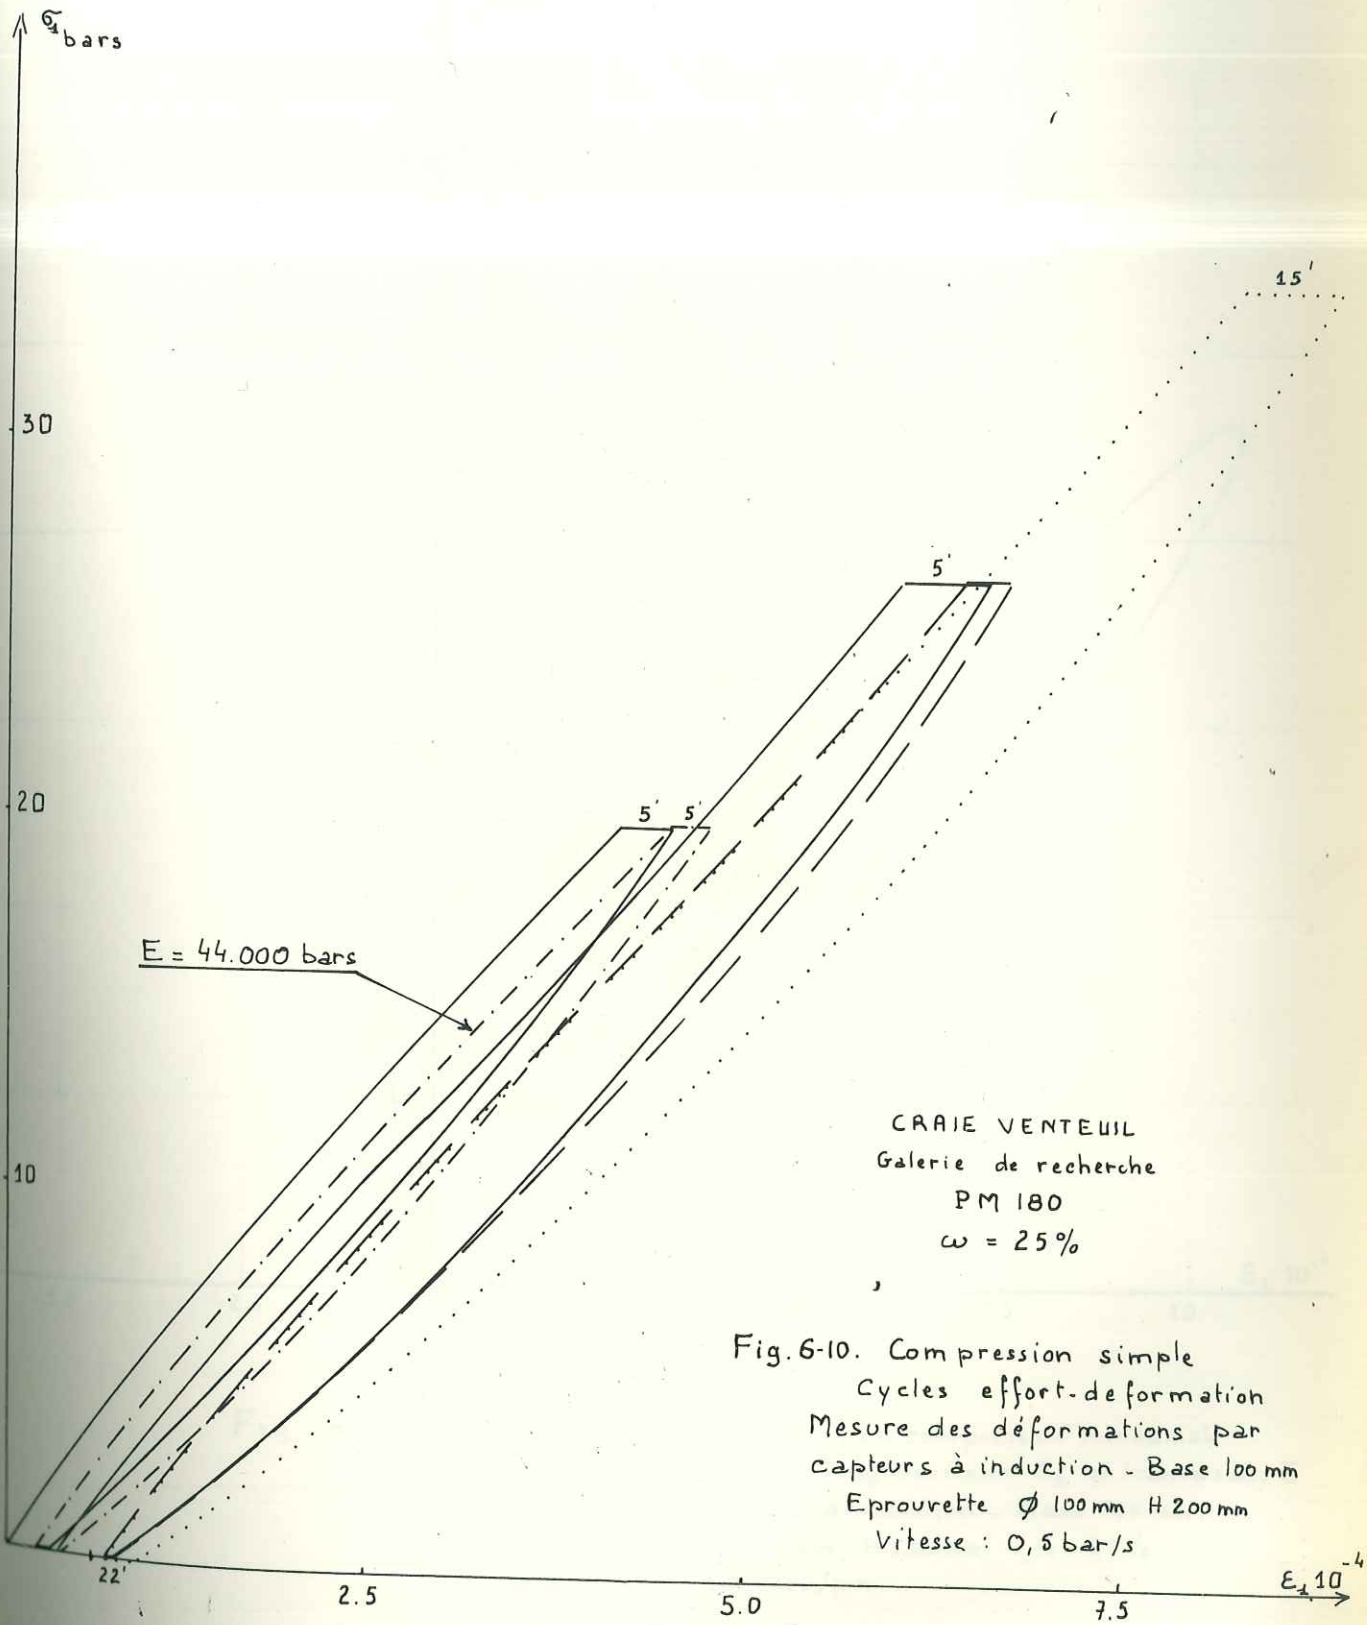 σ₁ bars
15'
30
5'
20
5' 5'
E = 44.000 bars
10
CRAIE VENTEUIL
Galerie de recherche
PM 180
ω = 25%
Fig. 6-10. Compression simple
Cycles effort-deformation
Mesure des déformations par
capteurs à induction - Base 100 mm
Eprouvette Ø 100 mm H 200 mm
Vitesse : 0,5 bar/s
22'
2.5
5.0
7.5
ε₁ 10⁻⁴